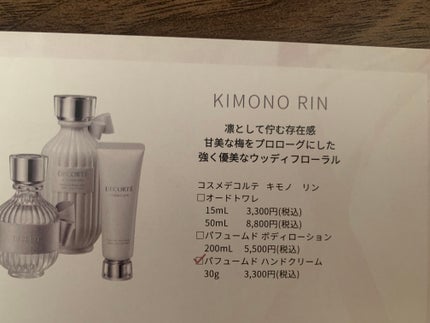 KIMONO RIN
凛として佇む存在感
甘美な梅をプロローグにした
強く優美なウッディフローラル
コスメデコルテ キモノ リン
□オードトワレ
15mL 3,300円(税込)
50mL 8,800円(税込)
□パフュームド ボディローション
200mL 5,500円(税込)
☑パフュームド ハンドクリーム
30g 3,300円(税込)
DECORTÉ
DECORTÉ